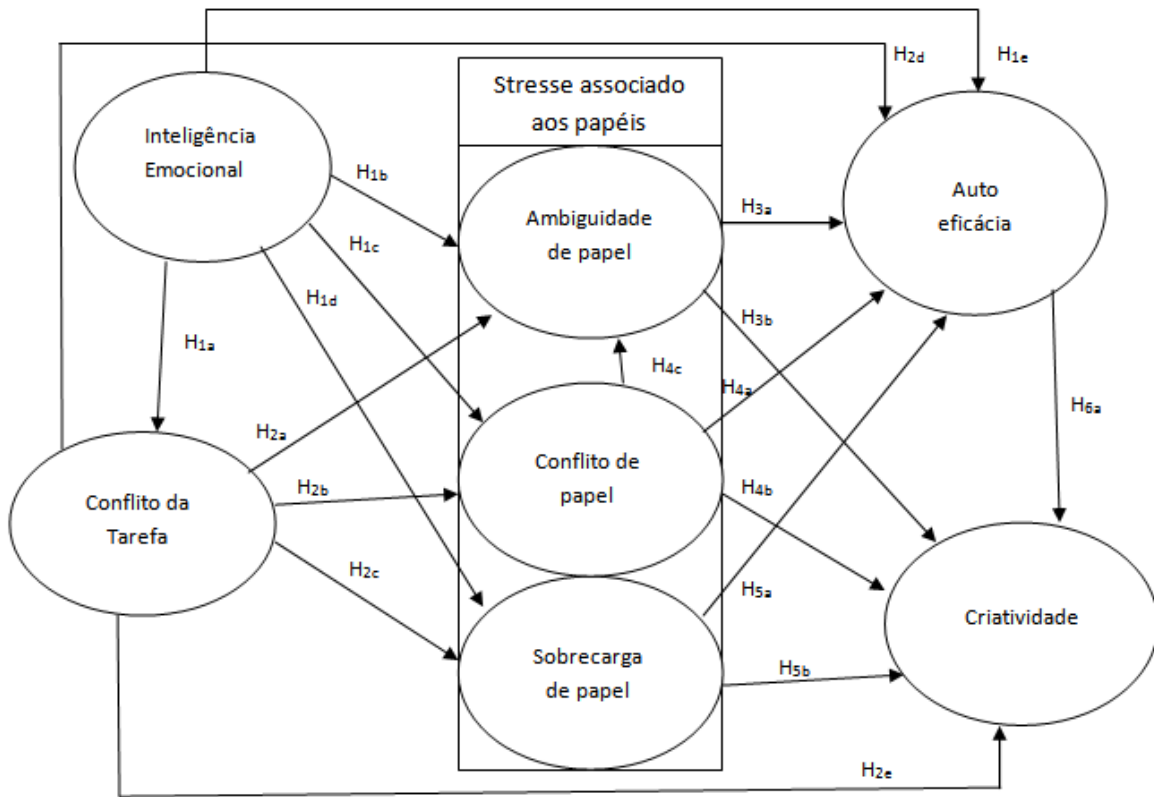 H2d
H1e
Stresse associado
aos papéis
Inteligência
Emocional
H1b
Ambiguidade
de papel
H3a
Auto
eficácia
H1c
H1d
H3b
H1a
H4c
H4a
H6a
H2a
Conflito da
Tarefa
H2b
Conflito de
papel
H4b
H2c
H5a
Criatividade
Sobrecarga
de papel
H5b
H2e